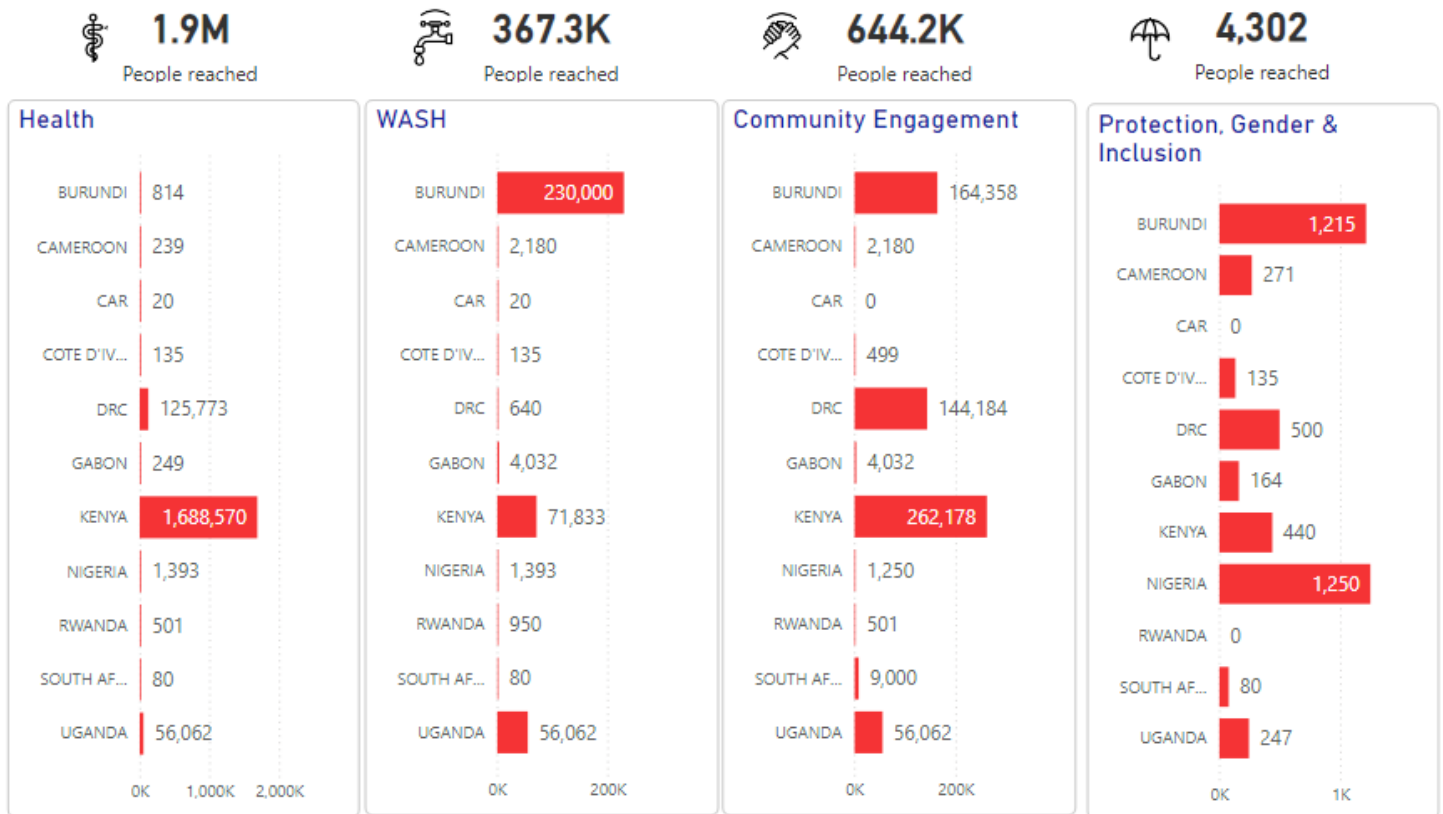 1.9M
People reached
367.3K
People reached
644.2K
People reached
4,302
People reached
Health
BURUNDI 814
CAMEROON 239
CAR 20
COTE D'IV... 135
DRC 125,773
GABON 249
KENYA 1,688,570
NIGERIA 1,393
RWANDA 501
SOUTH AF... 80
UGANDA 56,062
0K 1,000K 2,000K
WASH
BURUNDI 230,000
CAMEROON 2,180
CAR 20
COTE D'IV... 135
DRC 640
GABON 4,032
KENYA 71,833
NIGERIA 1,393
RWANDA 950
SOUTH AF... 80
UGANDA 56,062
0K 200K
Community Engagement
BURUNDI 164,358
CAMEROON 2,180
CAR 0
COTE D'IV... 499
DRC 144,184
GABON 4,032
KENYA 262,178
NIGERIA 1,250
RWANDA 501
SOUTH AF... 9,000
UGANDA 56,062
0K 200K
Protection, Gender &
Inclusion
BURUNDI 1,215
CAMEROON 271
CAR 0
COTE D'IV... 135
DRC 500
GABON 164
KENYA 440
NIGERIA 1,250
RWANDA 0
SOUTH AF... 80
UGANDA 247
0K 1K